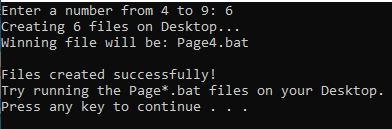 Enter a number from 4 to 9: 6
Creating 6 files on Desktop...
Winning file will be: Page4.bat
Files created successfully!
Try running the Page*.bat files on your Desktop.
Press any key to continue . . .